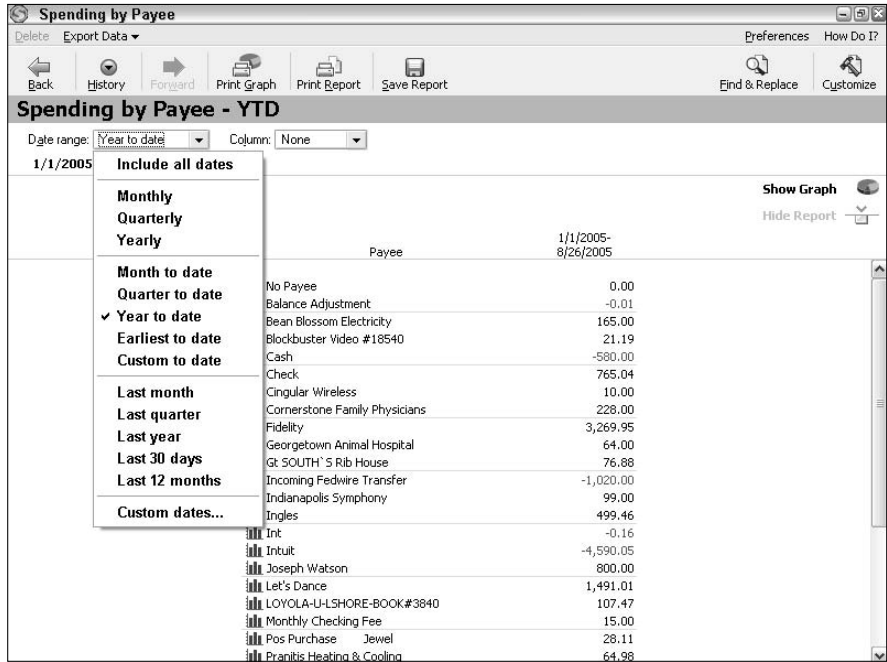 Spending by Payee
Delete Export Data Preferences How Do I?
Back History Forward Print Graph Print Report Save Report Find & Replace Customize
Spending by Payee - YTD
Date range: Year to date Column: None
1/1/2005
Include all dates
Monthly
Quarterly
Yearly
Month to date
Quarter to date
Year to date
Earliest to date
Custom to date
Last month
Last quarter
Last year
Last 30 days
Last 12 months
Custom dates...
Show Graph
Hide Report
Payee 1/1/2005-
8/26/2005
No Payee 0.00
Balance Adjustment -0.01
Bean Blossom Electricity 165.00
Blockbuster Video #18540 21.19
Cash -580.00
Check 765.04
Cingular Wireless 10.00
Cornerstone Family Physicians 228.00
Fidelity 3,269.95
Georgetown Animal Hospital 64.00
Gt SOUTH`S Rib House 76.88
Incoming Fedwire Transfer -1,020.00
Indianapolis Symphony 99.00
Ingles 499.46
Int -0.16
Intuit -4,590.05
Joseph Watson 800.00
Let's Dance 1,491.01
LOYOLA-U-LSHORE-BOOK#3840 107.47
Monthly Checking Fee 15.00
Pos Purchase Jewel 28.11
Pranitis Heating & Cooling 64.98